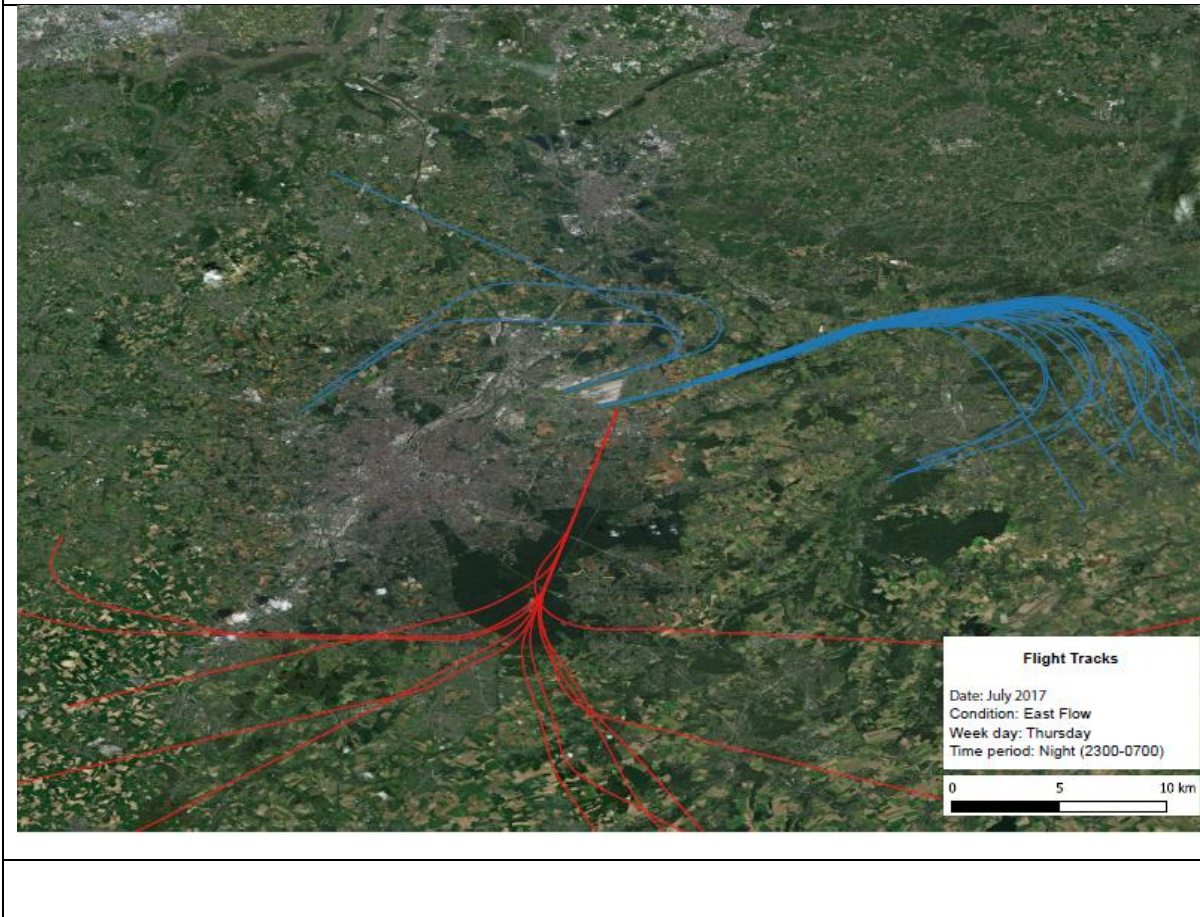 Flight Tracks
Date: July 2017
Condition: East Flow
Week day: Thursday
Time period: Night (2300-0700)
0 5 10 km